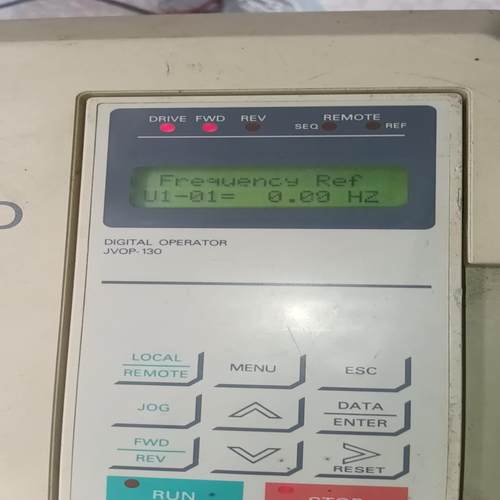 DRIVE FWD REV REMOTE
SEQ REF
Frequency Ref
U1-01= 0.00 HZ
DIGITAL OPERATOR
JVOP-130
LOCAL
REMOTE
MENU
ESC
JOG
DATA
ENTER
FWD
REV
RESET
RUN
STOP